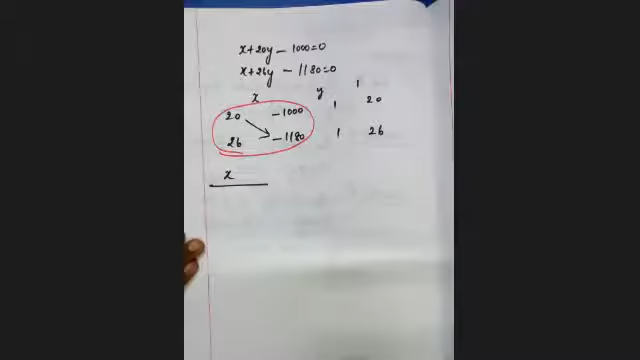 x+20y - 1000=0
x+26y - 1180=0
x y 1
20 -1000 1 20
26 -1180 1 26
x